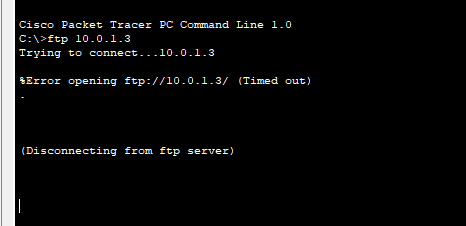 Cisco Packet Tracer PC Command Line 1.0
C:\>ftp 10.0.1.3
Trying to connect...10.0.1.3
%Error opening ftp://10.0.1.3/ (Timed out)
.
(Disconnecting from ftp server)